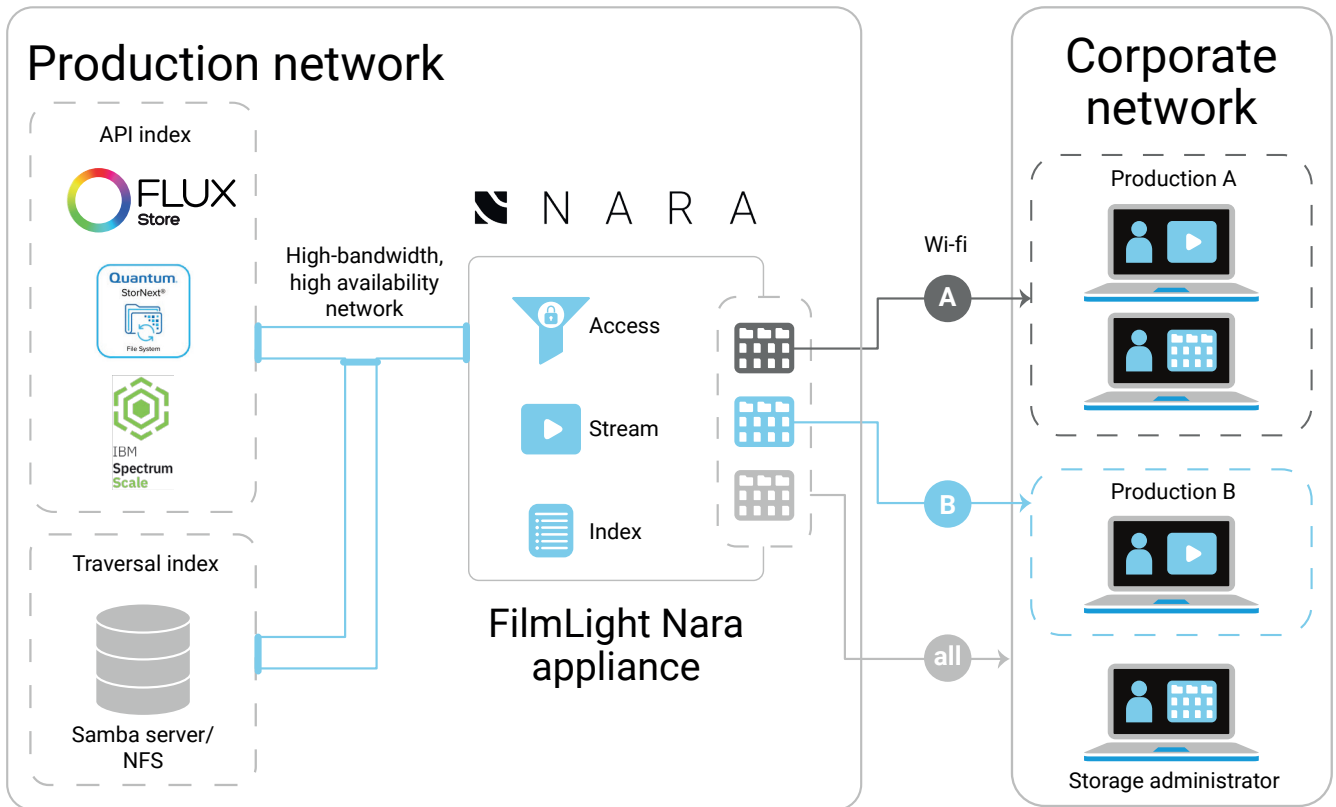 Production network
API index
FLUX
Store
Quantum.
StorNext®
File System
IBM
Spectrum
Scale
Traversal index
Samba server/
NFS
High-bandwidth,
high availability
network
NARA
Access
Stream
Index
FilmLight Nara
appliance
Wi-fi
A
B
all
Corporate
network
Production A
Production B
Storage administrator